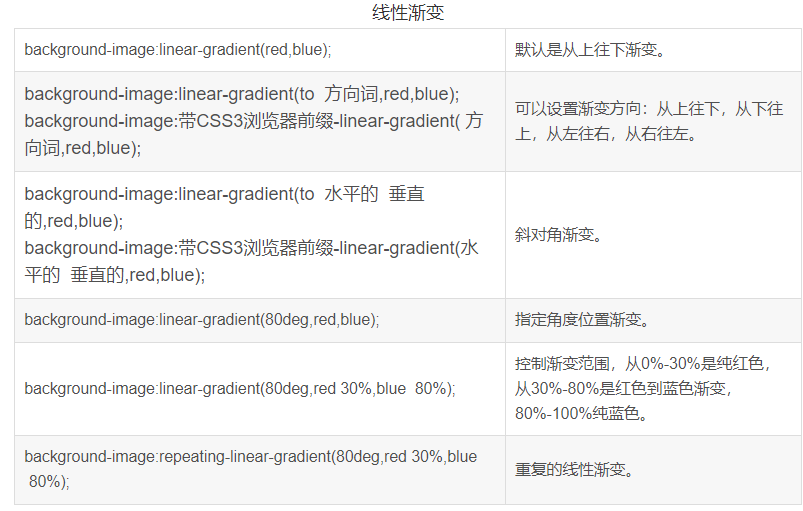 线性渐变
background-image:linear-gradient(red,blue);
默认是从上往下渐变。
background-image:linear-gradient(to  方向词,red,blue);
background-image:带CSS3浏览器前缀-linear-gradient( 方
向词,red,blue);
可以设置渐变方向：从上往下，从下往
上，从左往右，从右往左。
background-image:linear-gradient(to  水平的  垂直
的,red,blue);
background-image:带CSS3浏览器前缀-linear-gradient(水
平的  垂直的,red,blue);
斜对角渐变。
background-image:linear-gradient(80deg,red,blue);
指定角度位置渐变。
background-image:linear-gradient(80deg,red 30%,blue  80%);
控制渐变范围，从0%-30%是纯红色，
从30%-80%是红色到蓝色渐变，
80%-100%纯蓝色。
background-image:repeating-linear-gradient(80deg,red 30%,blue
80%);
重复的线性渐变。